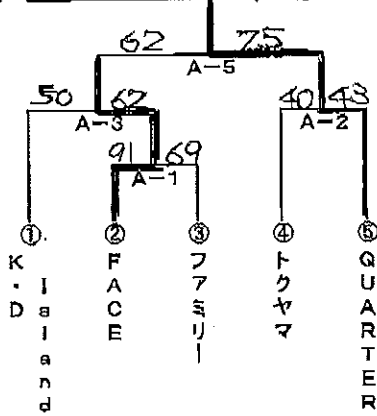 62 75
A-5
50 62 40 43
A-3 A-2
91 69
A-1
① ② ③ ④ ⑤
K・D Island
FACE
ファミリー
トクヤマ
QUARTER